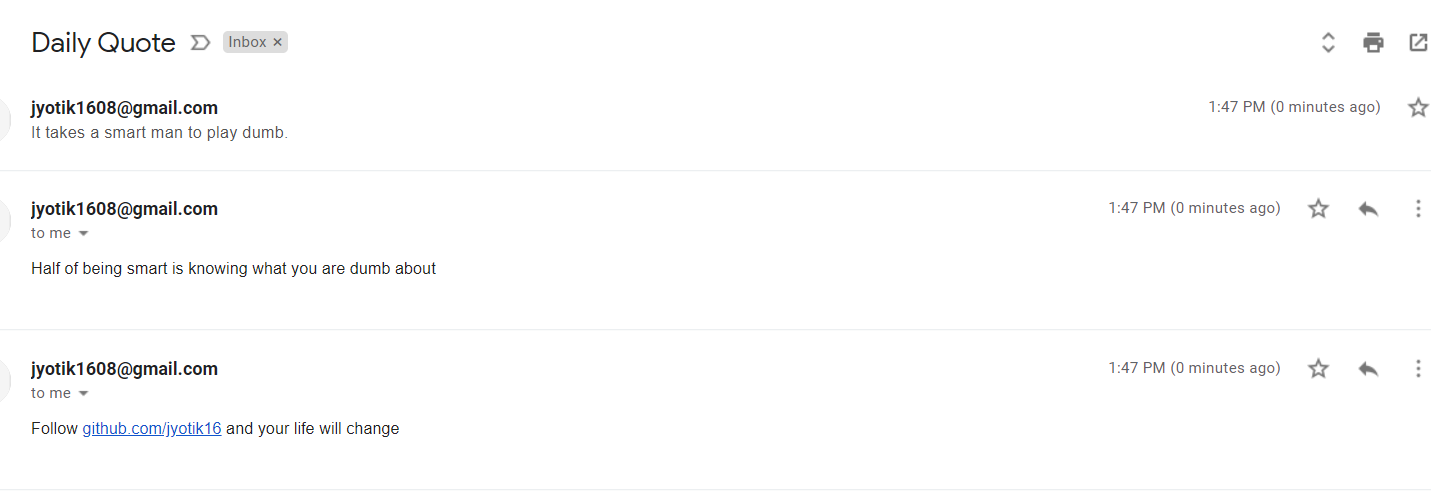 Daily Quote Inbox ×
jyotik1608@gmail.com 1:47 PM (0 minutes ago)
It takes a smart man to play dumb.
jyotik1608@gmail.com 1:47 PM (0 minutes ago)
to me
Half of being smart is knowing what you are dumb about
jyotik1608@gmail.com 1:47 PM (0 minutes ago)
to me
Follow github.com/jyotik16 and your life will change